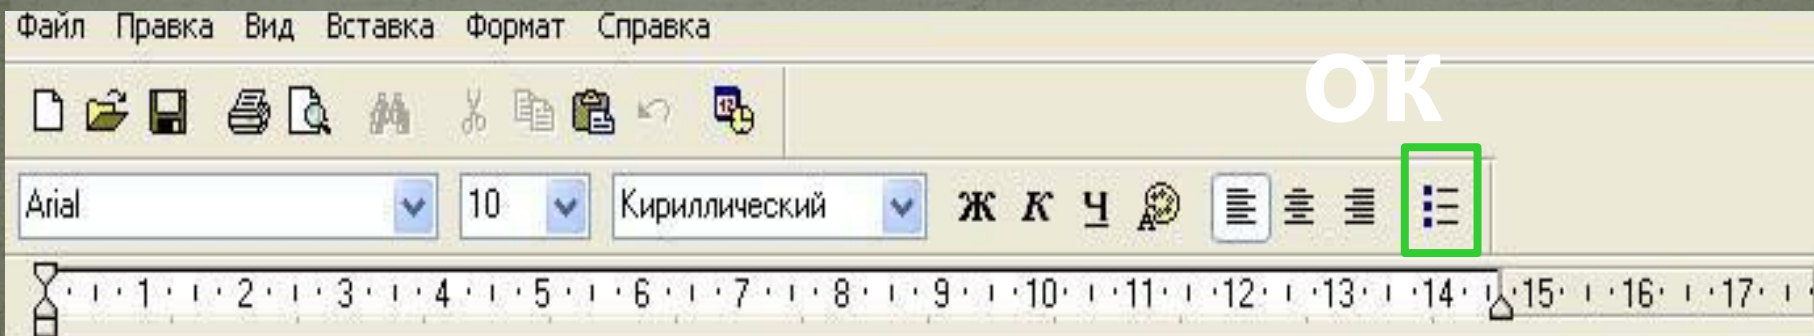 Файл Правка Вид Вставка Формат Справка
ОК
12
Arial 10 Кириллический Ж К Ч А
1 2 3 4 5 6 7 8 9 10 11 12 13 14 15 16 17